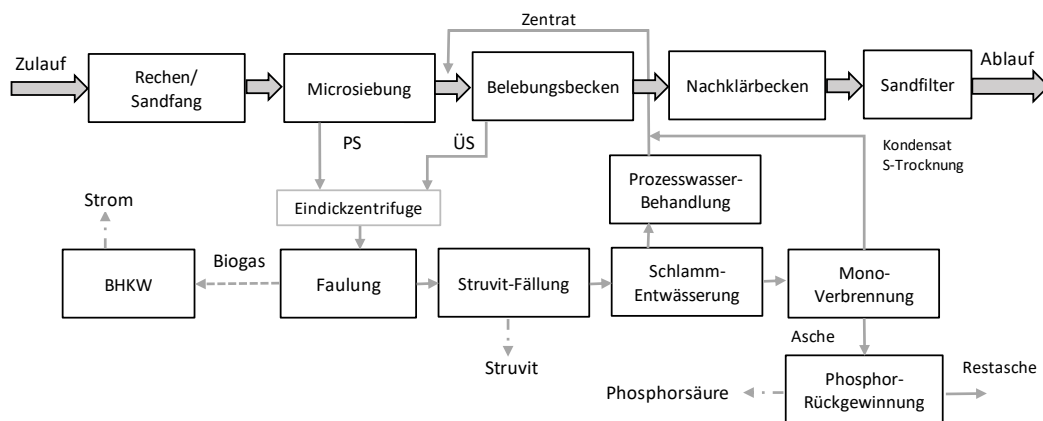 Zentrat
Zulauf
Rechen/
Sandfang
Microsiebung
Belebungsbecken
Nachklärbecken
Sandfilter
Ablauf
PS
ÜS
Kondensat
S-Trocknung
Prozesswasser-
Behandlung
Eindickzentrifuge
Strom
BHKW
Biogas
Faulung
Struvit-Fällung
Schlamm-
Entwässerung
Mono-
Verbrennung
Struvit
Asche
Phosphorsäure
Phosphor-
Rückgewinnung
Restasche